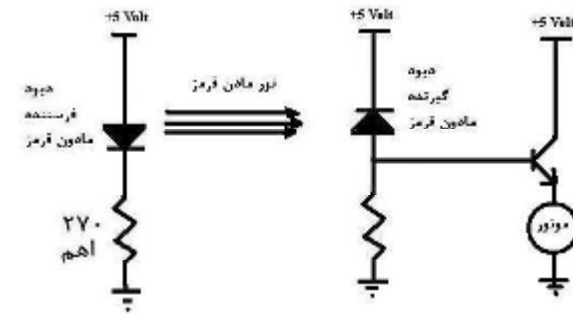 +5 Volt
+5 Volt
+5 Volt
دیود
فرستنده
مادون قرمز
نور مادن قرمز
دیود
گیرنده
مادون قرمز
۲۷۰
اهم
موتور